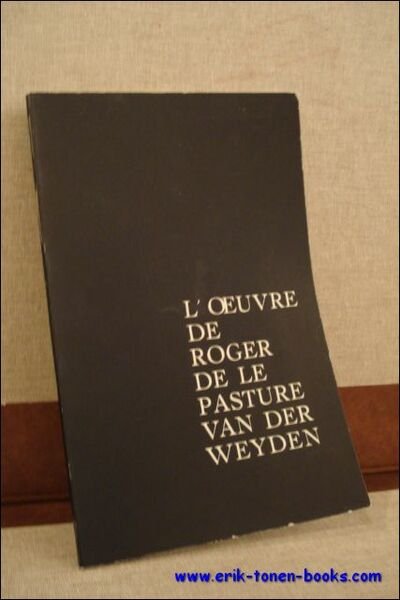 L'ŒUVRE
DE
ROGER
DE LE
PASTURE
VAN DER
WEYDEN
www.erik-tonen-books.com